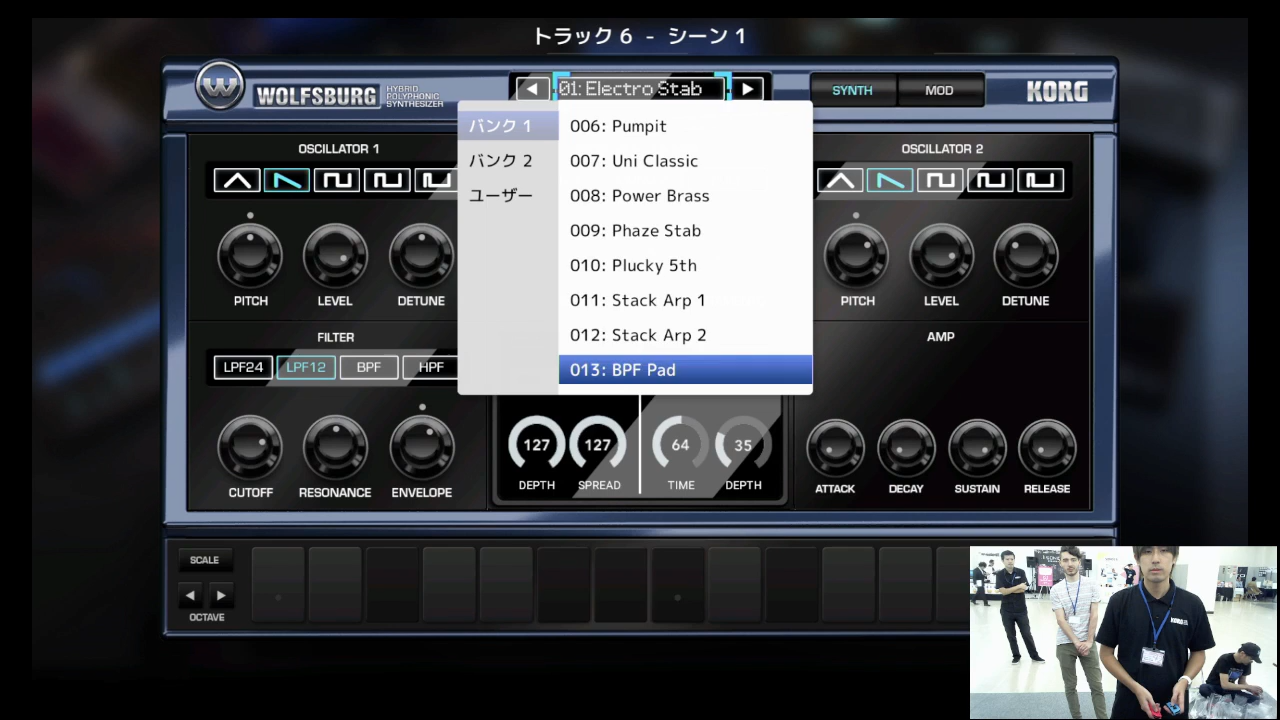 トラック 6 - シーン 1
WOLFSBURG
HYBRID
POLYPHONIC
SYNTHESIZER
01: Electro Stab
SYNTH
MOD
KORG
バンク 1
バンク 2
ユーザー
006: Pumpit
007: Uni Classic
008: Power Brass
009: Phaze Stab
010: Plucky 5th
011: Stack Arp 1
012: Stack Arp 2
013: BPF Pad
OSCILLATOR 1
PITCH
LEVEL
DETUNE
OSCILLATOR 2
PITCH
LEVEL
DETUNE
FILTER
LPF24
LPF12
BPF
HPF
CUTOFF
RESONANCE
ENVELOPE
127
127
64
35
DEPTH
SPREAD
TIME
DEPTH
AMP
ATTACK
DECAY
SUSTAIN
RELEASE
SCALE
OCTAVE
KORG